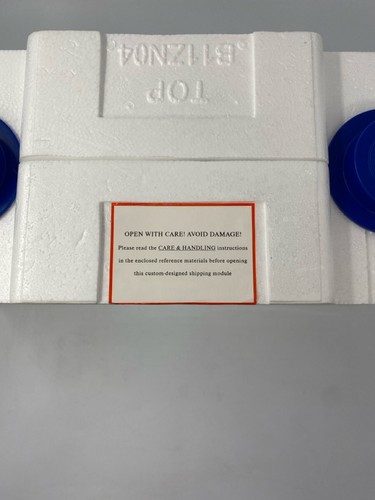 TOP
B11ZN04
OPEN WITH CARE! AVOID DAMAGE!
Please read the CARE & HANDLING instructions
in the enclosed reference materials before opening
this custom-designed shipping module